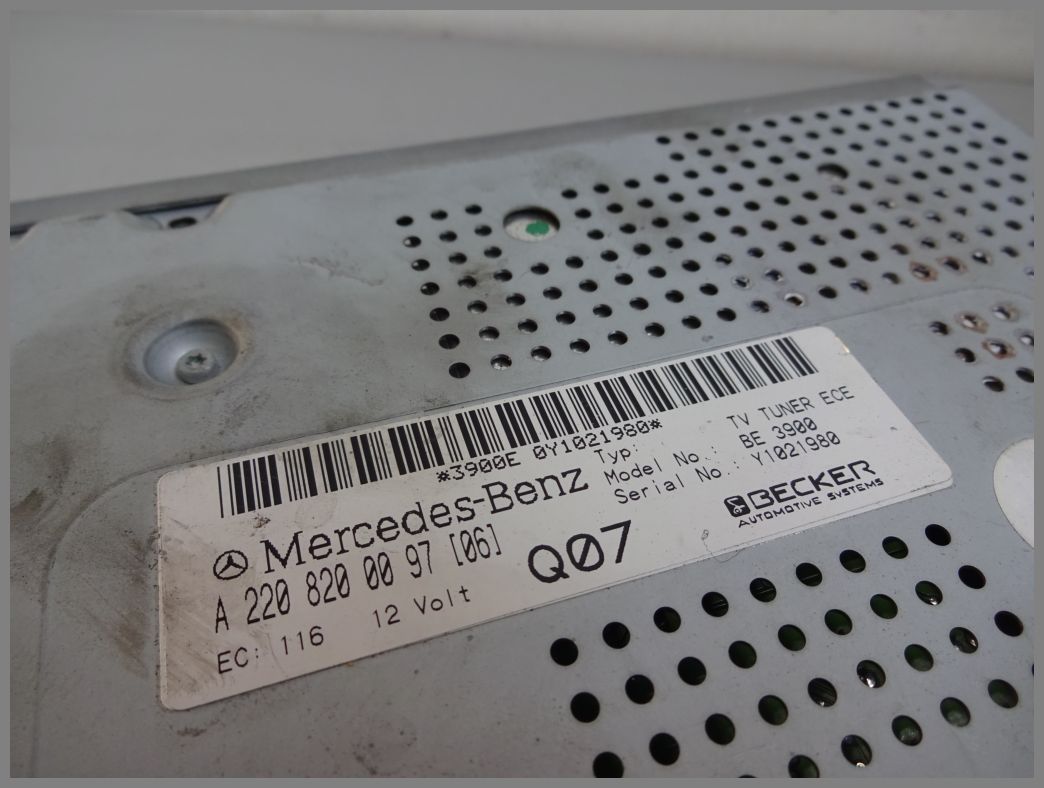 *3900E 0Y1021980*
Mercedes-Benz
A 220 820 00 97 [06]
EC: 116 12 Volt
Q07
Typ: TV TUNER ECE
Model No.: BE 3900
Serial No.: Y1021980
BECKER
AUTOMOTIVE SYSTEMS